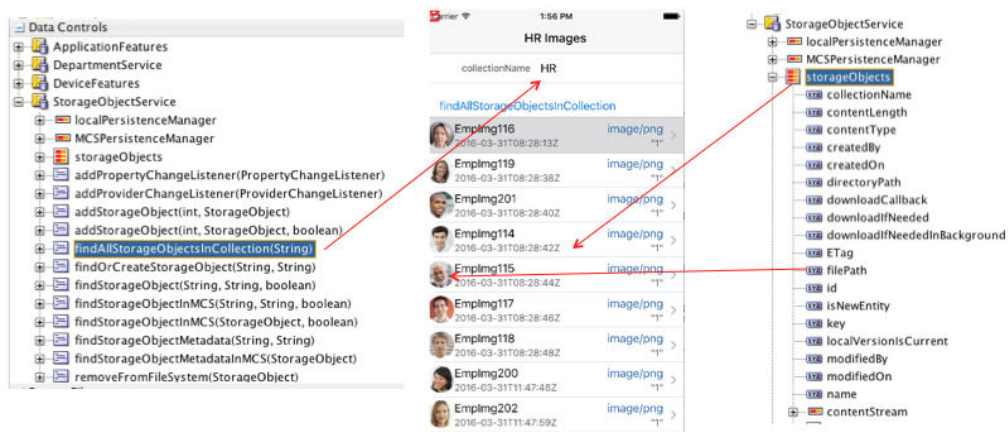 Data Controls
ApplicationFeatures
DepartmentService
DeviceFeatures
StorageObjectService
localPersistenceManager
MCSPersistenceManager
storageObjects
addPropertyChangeListener(PropertyChangeListener)
addProviderChangeListener(ProviderChangeListener)
addStorageObject(int, StorageObject)
addStorageObject(int, StorageObject, boolean)
findAllStorageObjectsInCollection(String)
findOrCreateStorageObject(String, String)
findStorageObject(String, String, boolean)
findStorageObjectInMCS(String, String, boolean)
findStorageObjectInMCS(StorageObject, boolean)
findStorageObjectMetadata(String, String)
findStorageObjectMetadataInMCS(StorageObject)
removeFromFileSystem(StorageObject)
1:56 PM
HR Images
collectionName HR
findAllStorageObjectsInCollection
EmpImg116 image/png
2016-03-31T08:28:13Z "1"
EmpImg119 image/png
2016-03-31T08:28:38Z "1"
EmpImg201 image/png
2016-03-31T08:28:40Z "1"
EmpImg114 image/png
2016-03-31T08:28:42Z "1"
EmpImg115 image/png
2016-03-31T08:28:44Z "1"
EmpImg117 image/png
2016-03-31T08:28:46Z "1"
EmpImg118 image/png
2016-03-31T08:28:48Z "1"
EmpImg200 image/png
2016-03-31T11:47:48Z "1"
EmpImg202 image/png
2016-03-31T11:47:59Z "1"
StorageObjectService
localPersistenceManager
MCSPersistenceManager
storageObjects
collectionName
contentLength
contentType
createdBy
createdOn
directoryPath
downloadCallback
downloadIfNeeded
downloadIfNeededInBackground
ETag
filePath
id
isNewEntity
key
localVersionIsCurrent
modifiedBy
modifiedOn
name
contentStream